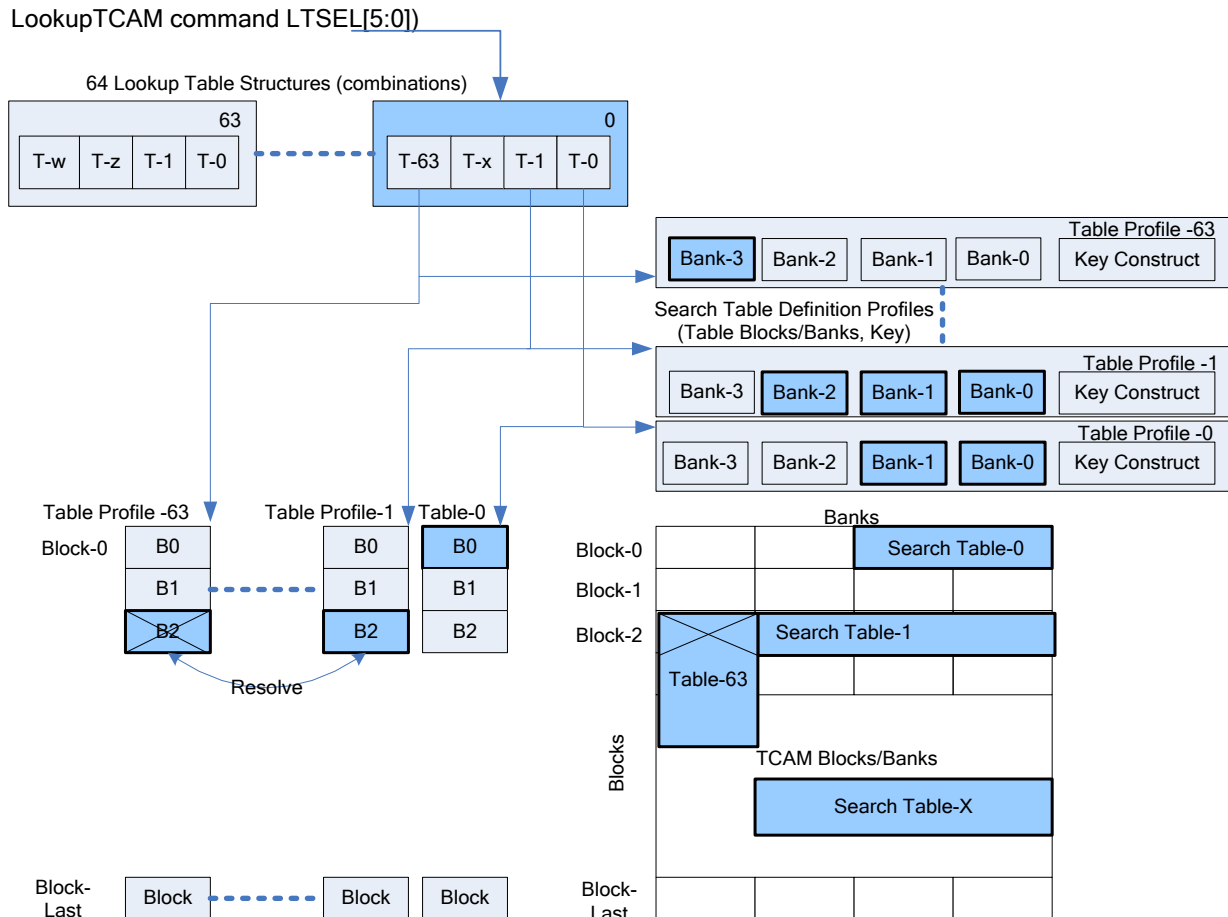 LookupTCAM command LTSEL[5:0])
64 Lookup Table Structures (combinations)
63
T-w T-z T-1 T-0
0
T-63 T-x T-1 T-0
Table Profile -63
Bank-3 Bank-2 Bank-1 Bank-0 Key Construct
Search Table Definition Profiles
(Table Blocks/Banks, Key)
Table Profile -1
Bank-3 Bank-2 Bank-1 Bank-0 Key Construct
Table Profile -0
Bank-3 Bank-2 Bank-1 Bank-0 Key Construct
Table Profile -63 Table Profile-1 Table-0
Block-0 B0 B0 B0
B1 B1 B1
B2 B2 B2
Resolve
Block-
Last
Block Block Block
Banks
Block-0 Search Table-0
Block-1
Block-2 Search Table-1
Table-63
Blocks
TCAM Blocks/Banks
Search Table-X
Block-
Last